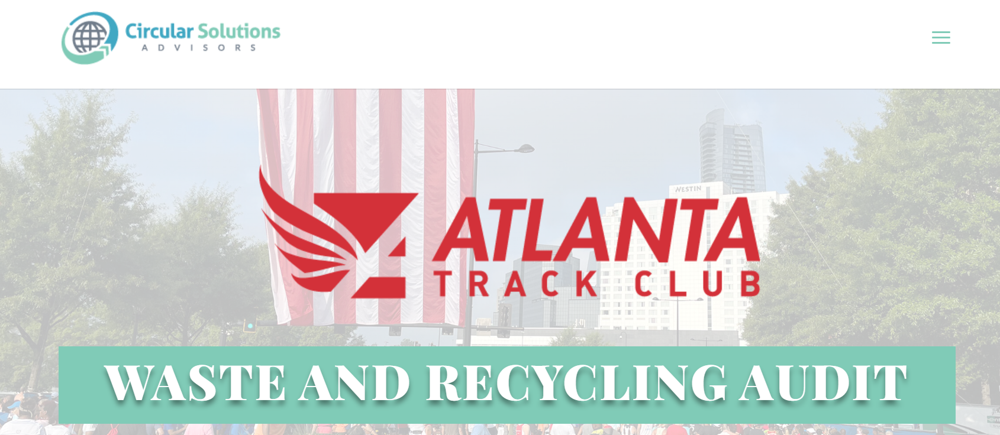 Circular Solutions
ADVISORS
WESTIN
ATLANTA
TRACK CLUB
WASTE AND RECYCLING AUDIT